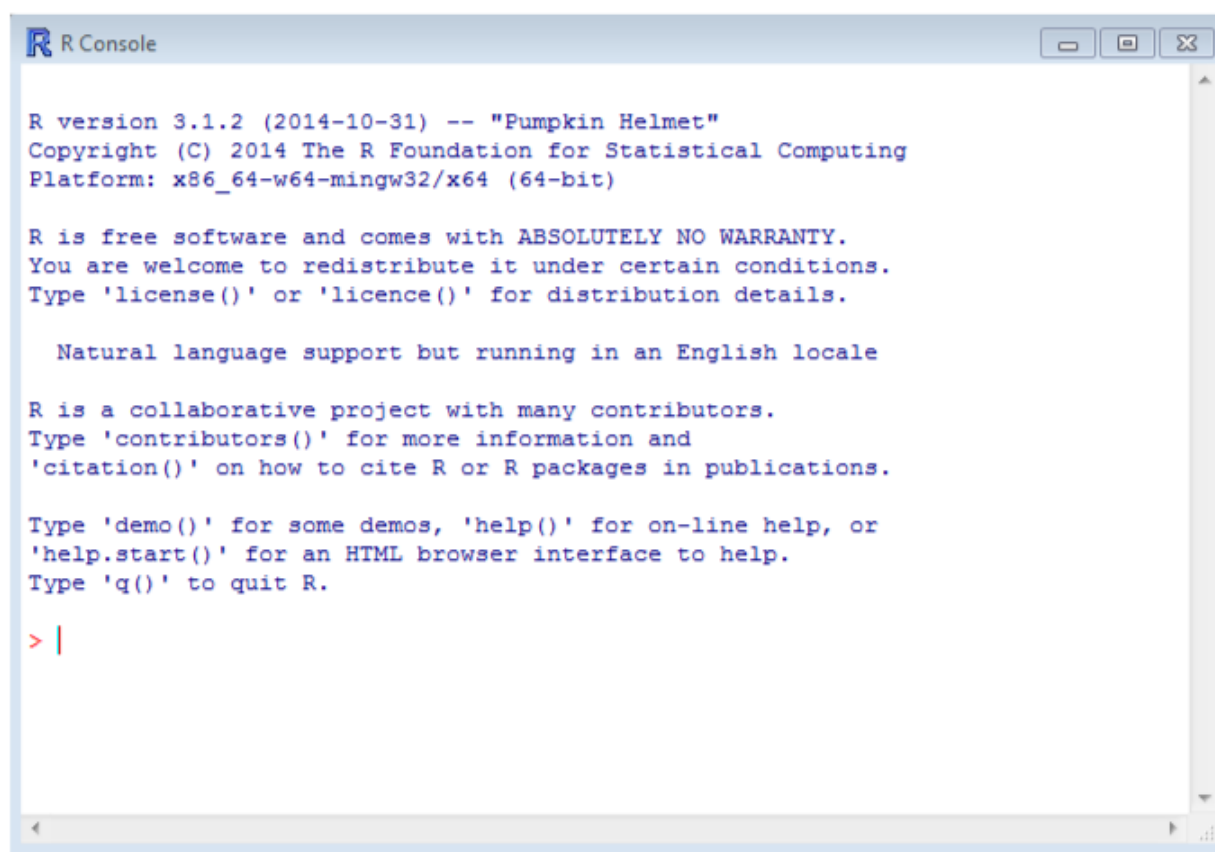 R R Console
R version 3.1.2 (2014-10-31) -- "Pumpkin Helmet"
Copyright (C) 2014 The R Foundation for Statistical Computing
Platform: x86_64-w64-mingw32/x64 (64-bit)
R is free software and comes with ABSOLUTELY NO WARRANTY.
You are welcome to redistribute it under certain conditions.
Type 'license()' or 'licence()' for distribution details.
Natural language support but running in an English locale
R is a collaborative project with many contributors.
Type 'contributors()' for more information and
'citation()' on how to cite R or R packages in publications.
Type 'demo()' for some demos, 'help()' for on-line help, or
'help.start()' for an HTML browser interface to help.
Type 'q()' to quit R.
>